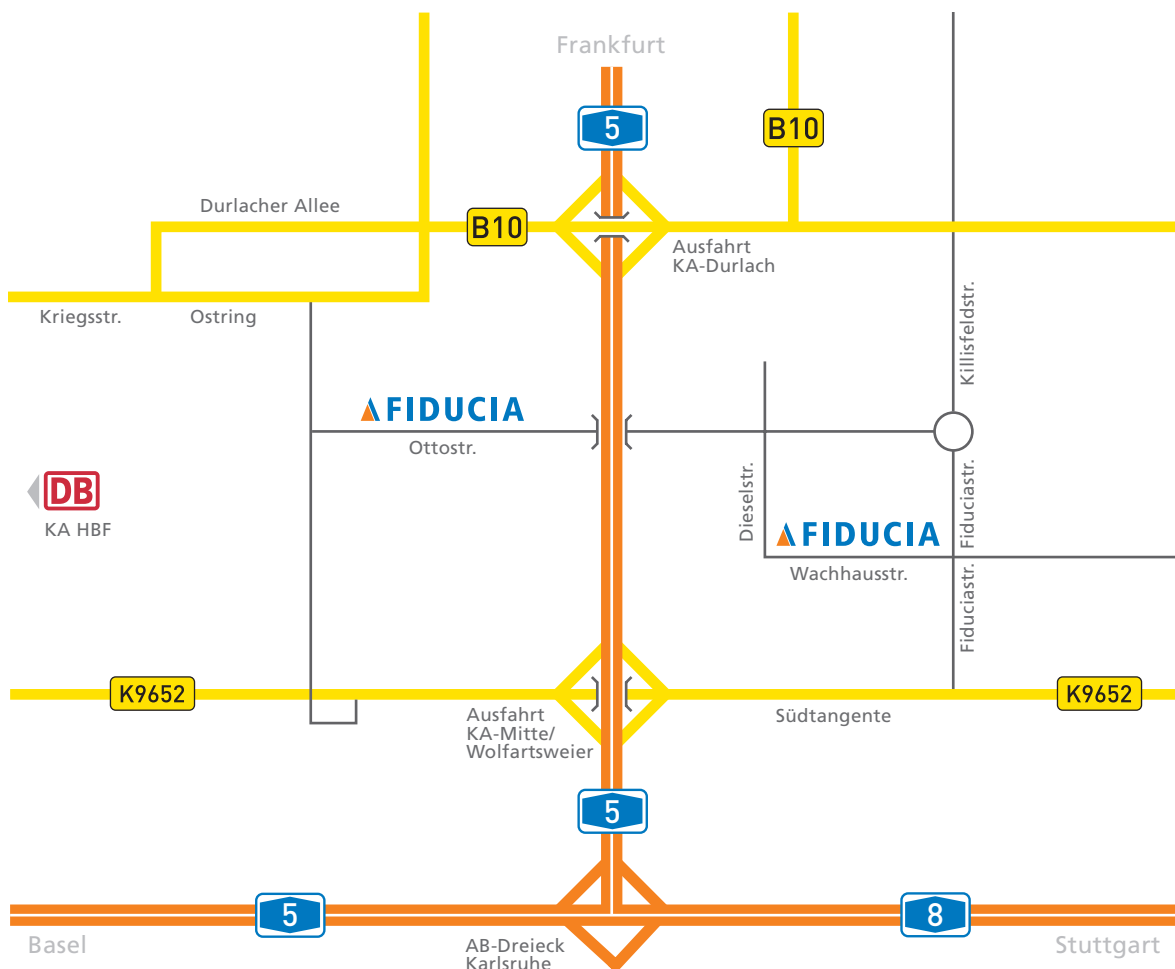 Frankfurt
5
B10
Durlacher Allee
B10
Ausfahrt
KA-Durlach
Kriegsstr.
Ostring
Killisfeldstr.
FIDUCIA
Ottostr.
DB
KA HBF
Dieselstr.
FIDUCIA
Fiduciastr.
Wachhausstr.
Fiduciastr.
K9652
K9652
Ausfahrt
KA-Mitte/
Wolfartsweier
Südtangente
5
5
8
Basel
AB-Dreieck
Karlsruhe
Stuttgart